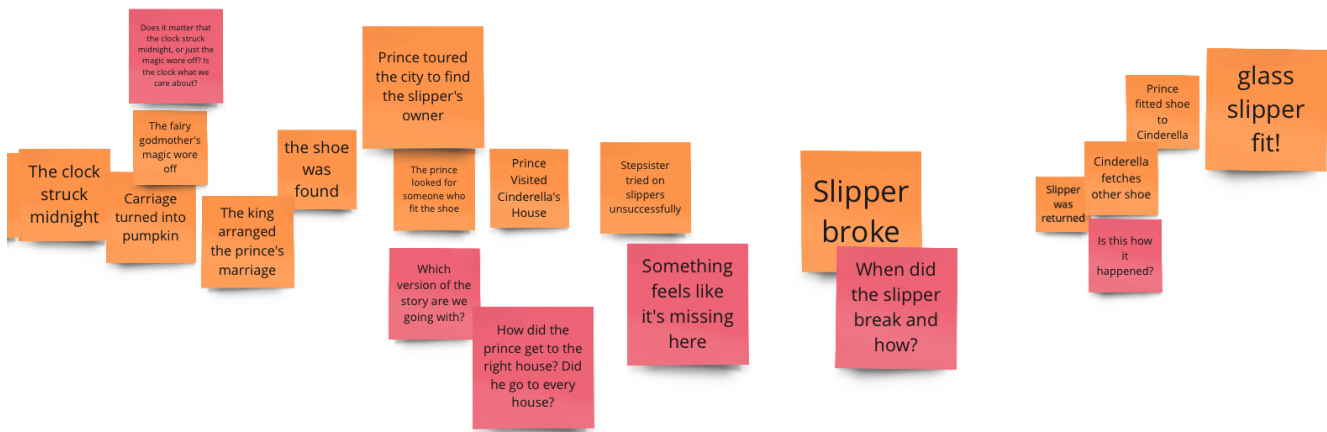 Does it matter that
the clock struck
midnight, or just the
magic wore off? Is
the clock what we
care about?
The fairy
godmother's
magic wore
off
The clock
struck
midnight
Carriage
turned into
pumpkin
The king
arranged
the prince's
marriage
the shoe
was
found
Prince toured
the city to find
the slipper's
owner
The prince
looked for
someone who
fit the shoe
Prince
Visited
Cinderella's
House
Which
version of the
story are we
going with?
How did the
prince get to the
right house? Did
he go to every
house?
Stepsister
tried on
slippers
unsuccessfully
Something
feels like
it's missing
here
Slipper
broke
When did
the slipper
break and
how?
Slipper
was
returned
Cinderella
fetches
other shoe
Is this how
it
happened?
Prince
fitted shoe
to
Cinderella
glass
slipper
fit!